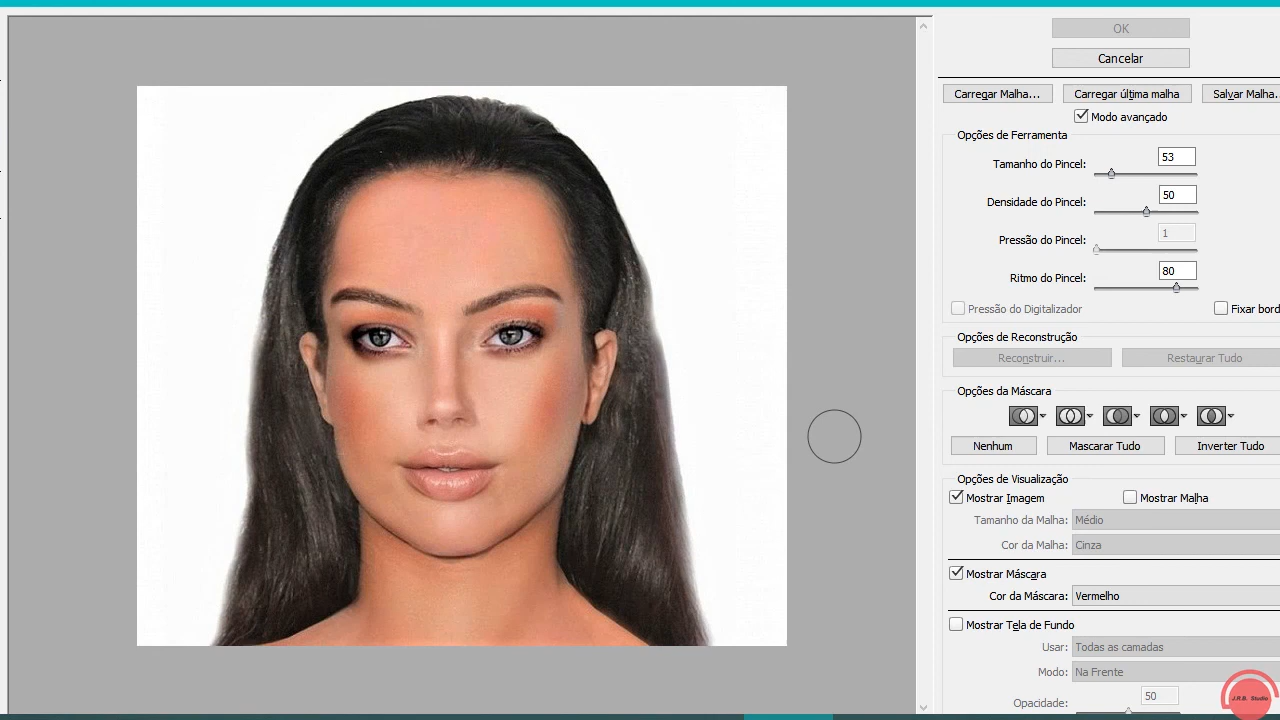 OK
Cancelar
Carregar Malha... Carregar última malha Salvar Malha..
Modo avançado
Opções de Ferramenta
Tamanho do Pincel: 53
Densidade do Pincel: 50
Pressão do Pincel: 1
Ritmo do Pincel: 80
Pressão do Digitalizador Fixar bord
Opções de Reconstrução
Reconstruir... Restaurar Tudo
Opções da Máscara
Nenhum Mascarar Tudo Inverter Tudo
Opções de Visualização
Mostrar Imagem Mostrar Malha
Tamanho da Malha: Médio
Cor da Malha: Cinza
Mostrar Máscara
Cor da Máscara: Vermelho
Mostrar Tela de Fundo
Usar: Todas as camadas
Modo: Na Frente
Opacidade: 50
J.R.B. Studio